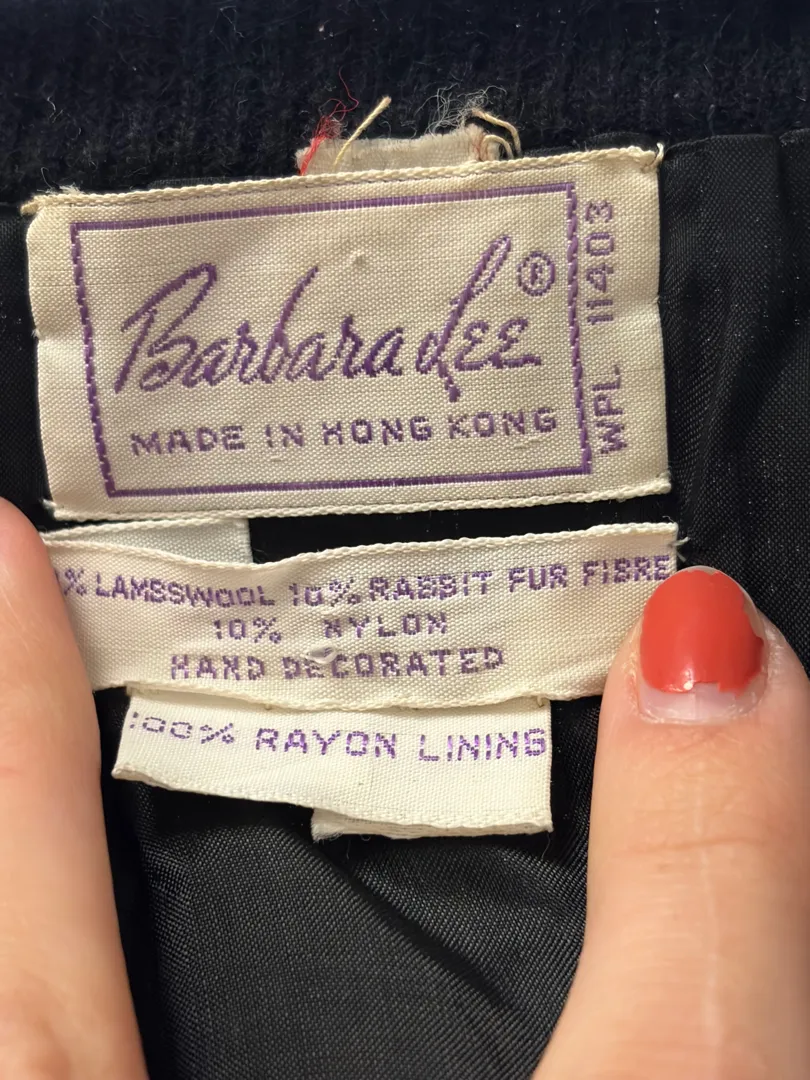 Barbara Lee ®
MADE IN HONG KONG
WPL 11403
% LAMBSWOOL 10% RABBIT FUR FIBRE
10% NYLON
HAND DECORATED
100% RAYON LINING